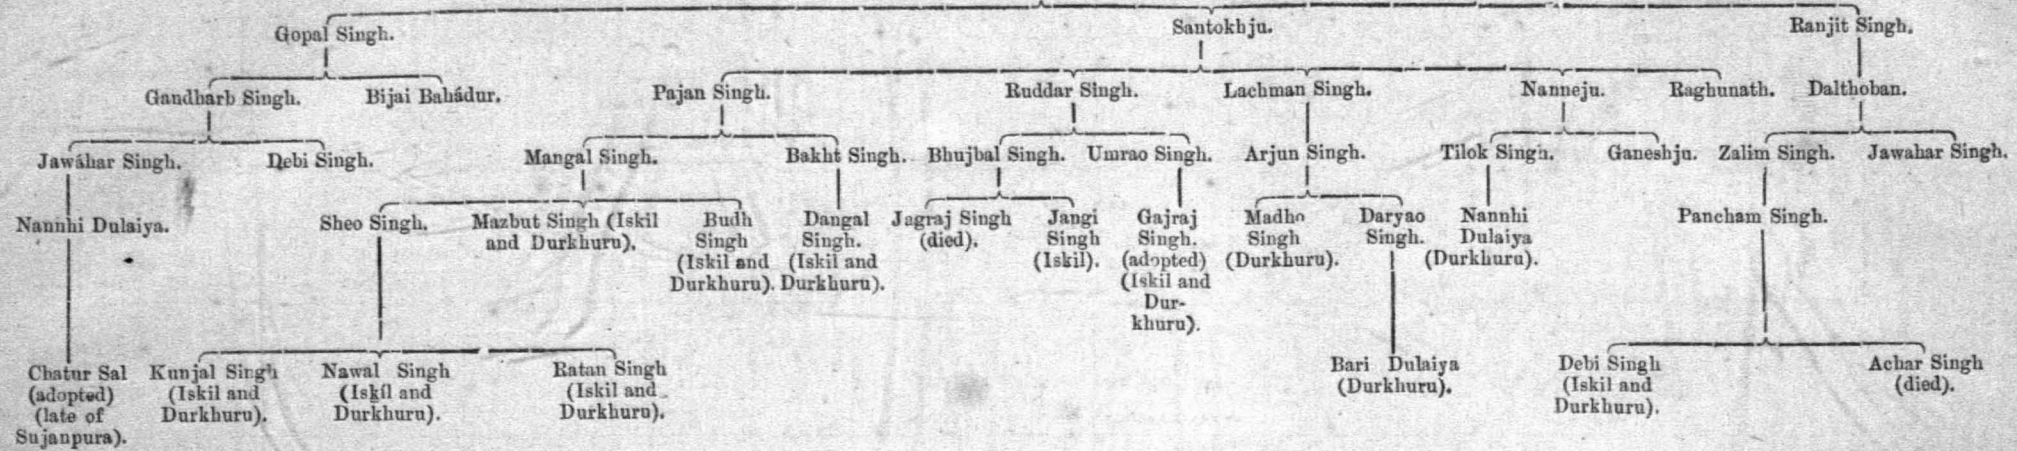 Gopal Singh. Santokhju. Ranjit Singh.
Gandharb Singh. Bijai Bahádur. Pajan Singh. Ruddar Singh. Lachman Singh. Nanneju. Raghunath. Dalthoban.
Jawáhar Singh. Debi Singh. Mangal Singh. Bakht Singh. Bhujbal Singh. Umrao Singh. Arjun Singh. Tilok Singh. Ganeshju. Zalim Singh. Jawahar Singh.
Nannhi Dulaiya. Sheo Singh. Mazbut Singh (Iskil
and Durkhuru).
Budh
Singh
(Iskil and
Durkhuru).
Dangal
Singh.
(Iskil and
Durkhuru).
Jagraj Singh
(died).
Jangi
Singh
(Iskil).
Gajraj
Singh.
(adopted)
(Iskil and
Dur-
khuru).
Madho
Singh
(Durkhuru).
Daryao
Singh.
Nannhi
Dulaiya
(Durkhuru).
Pancham Singh.
Chatur Sal
(adopted)
(late of
Sujanpura).
Kunjal Singh
(Iskil and
Durkhuru).
Nawal Singh
(Iskil and
Durkhuru).
Ratan Singh
(Iskil and
Durkhuru).
Bari Dulaiya
(Durkhuru).
Debi Singh
(Iskil and
Durkhuru).
Achar Singh
(died).